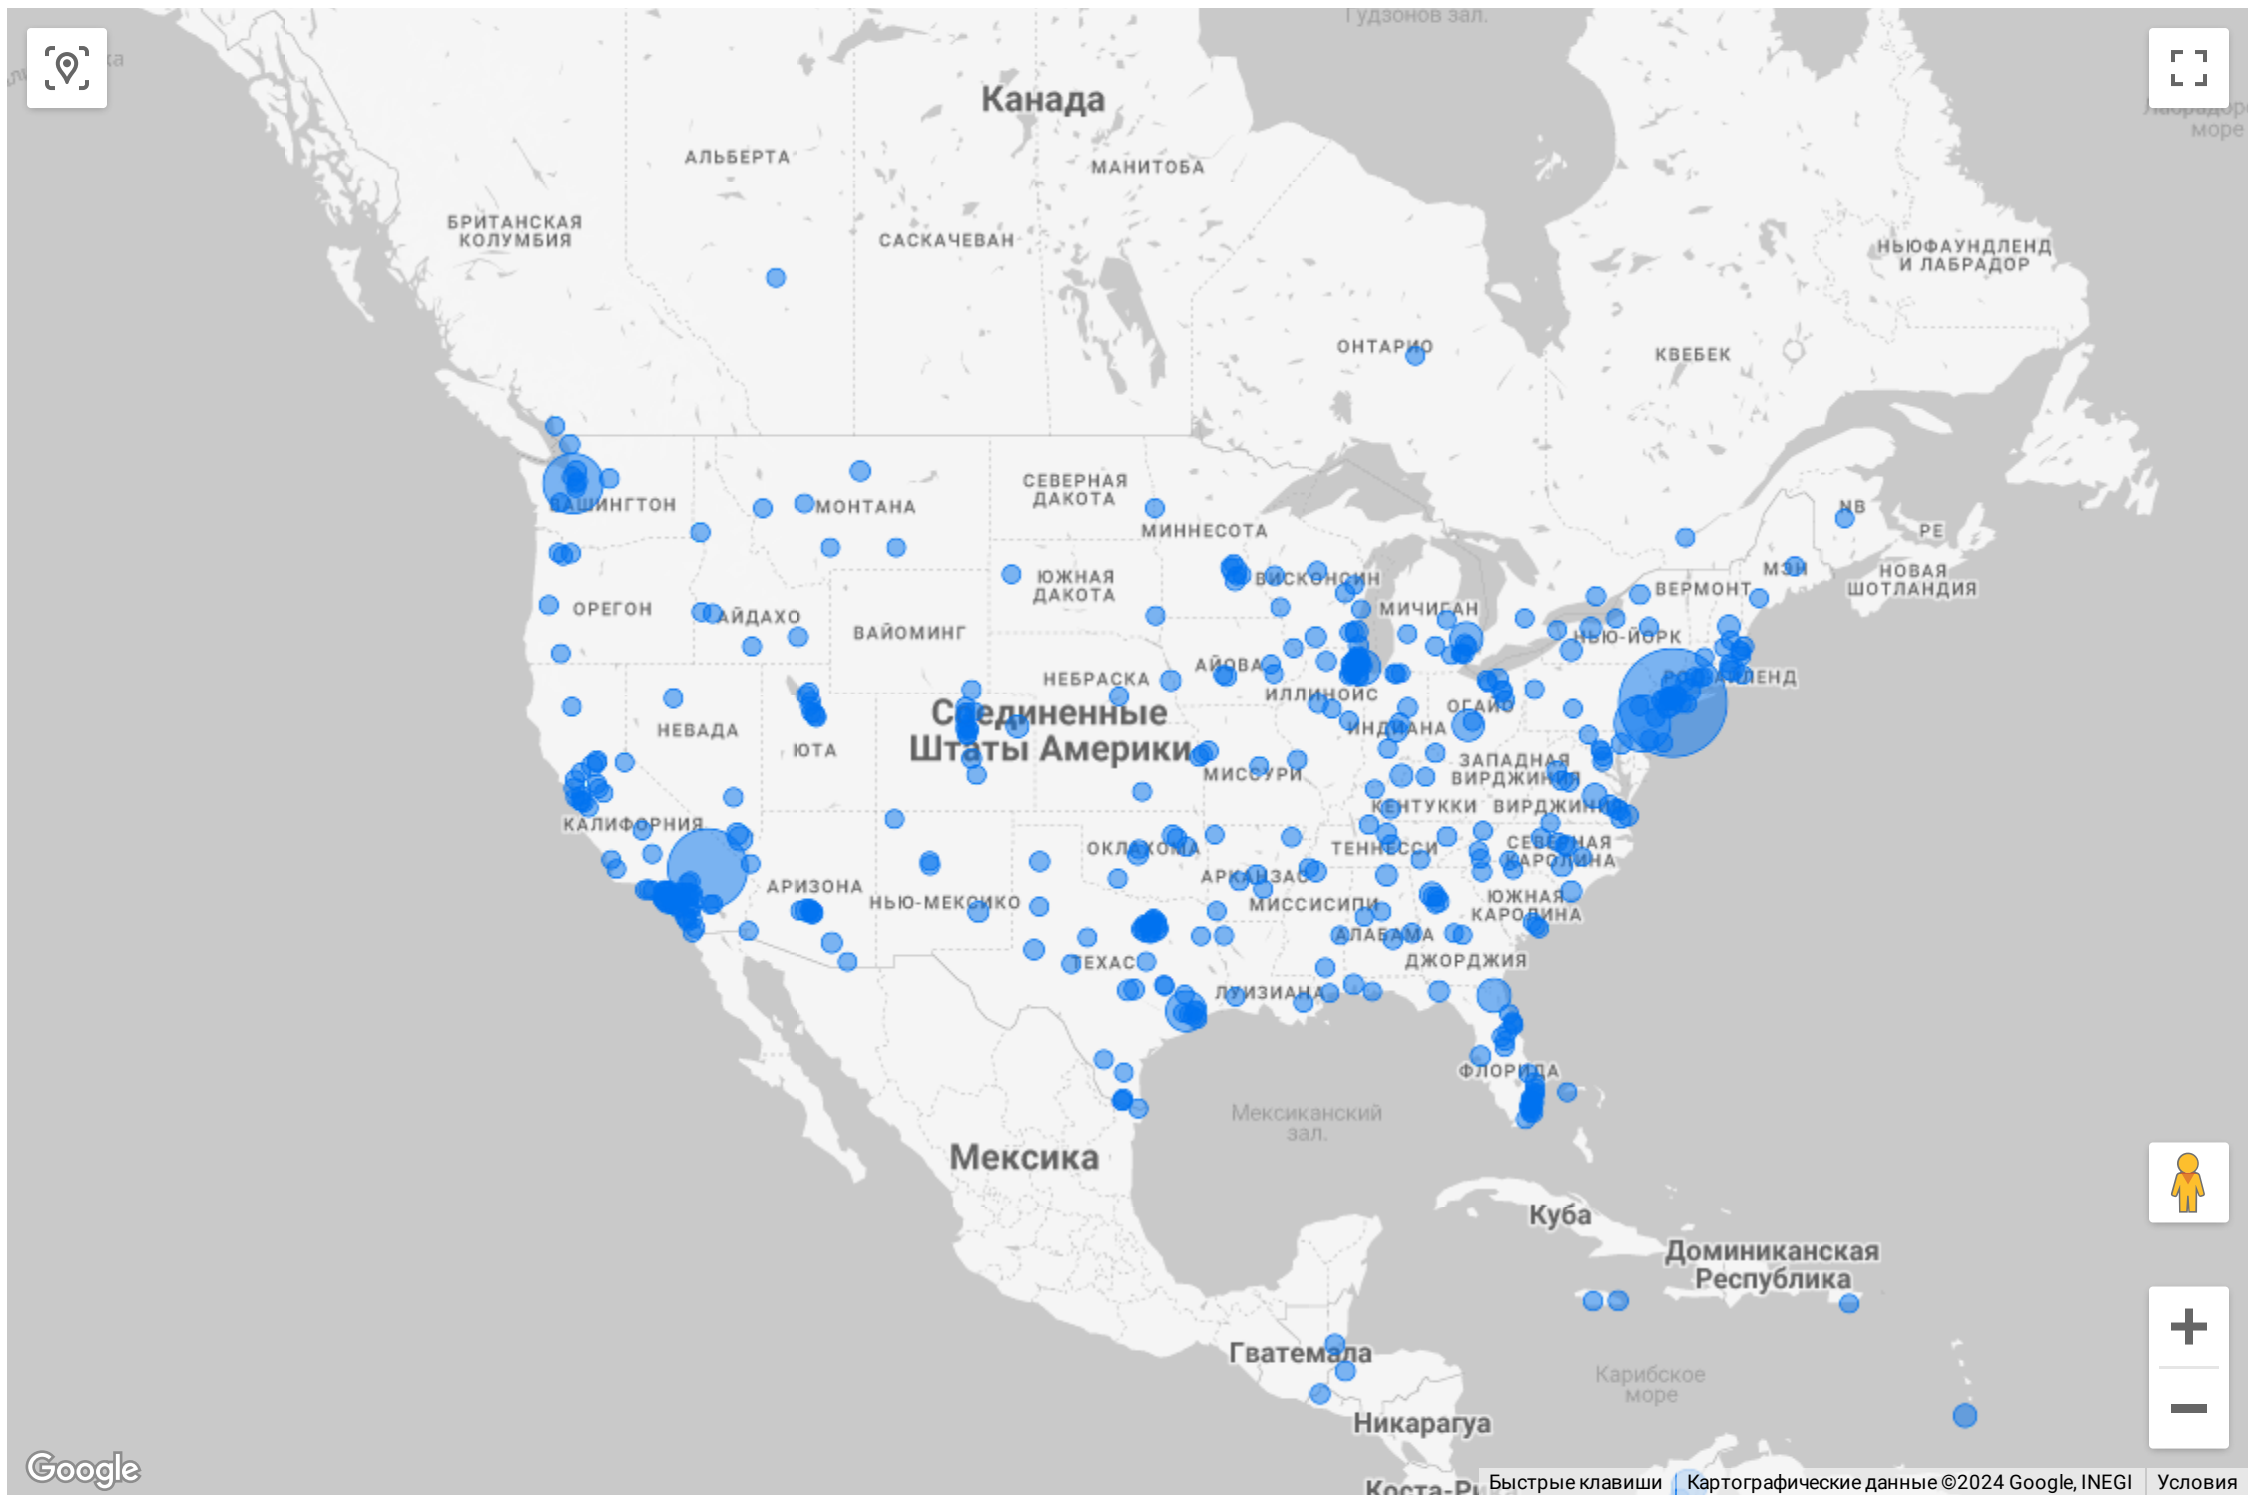 Гудзонов зал.
Канада
море
АЛЬБЕРТА
МАНИТОБА
БРИТАНСКАЯ
КОЛУМБИЯ
САСКАЧЕВАН
НЬЮФАУНДЛЕНД
И ЛАБРАДОР
ОНТАРИО
КВЕБЕК
СЕВЕРНАЯ
ДАКОТА
ВАШИНГТОН
МОНТАНА
NB
МИННЕСОТА
PE
ВИСКОНСИН
МЭН
НОВАЯ
ШОТЛАНДИЯ
ЮЖНАЯ
ДАКОТА
ВЕРМОНТ
ОРЕГОН
АЙДАХО
МИЧИГАН
ВАЙОМИНГ
НЬЮ-ЙОРК
АЙОВА
НЕБРАСКА
РОД-АЙЛЕНД
ИЛЛИНОИС
ОГАЙО
Соединенные
Штаты Америки
НЕВАДА
ИНДИАНА
ЮТА
ЗАПАДНАЯ
ВИРДЖИНИЯ
МИССУРИ
КЕНТУККИ
ВИРДЖИНИЯ
КАЛИФОРНИЯ
ОКЛАХОМА
ТЕННЕССИ
СЕВЕРНАЯ
КАРОЛИНА
АРИЗОНА
АРКАНЗАС
НЬЮ-МЕКСИКО
МИССИСИПИ
ЮЖНАЯ
КАРОЛИНА
АЛАБАМА
ТЕХАС
ДЖОРДЖИЯ
ЛУИЗИАНА
ФЛОРИДА
Мексиканский
зал.
Мексика
Куба
Доминиканская
Республика
Гватемала
Карибское
море
Никарагуа
Google
Быстрые клавиши
Картографические данные ©2024 Google, INEGI
Условия